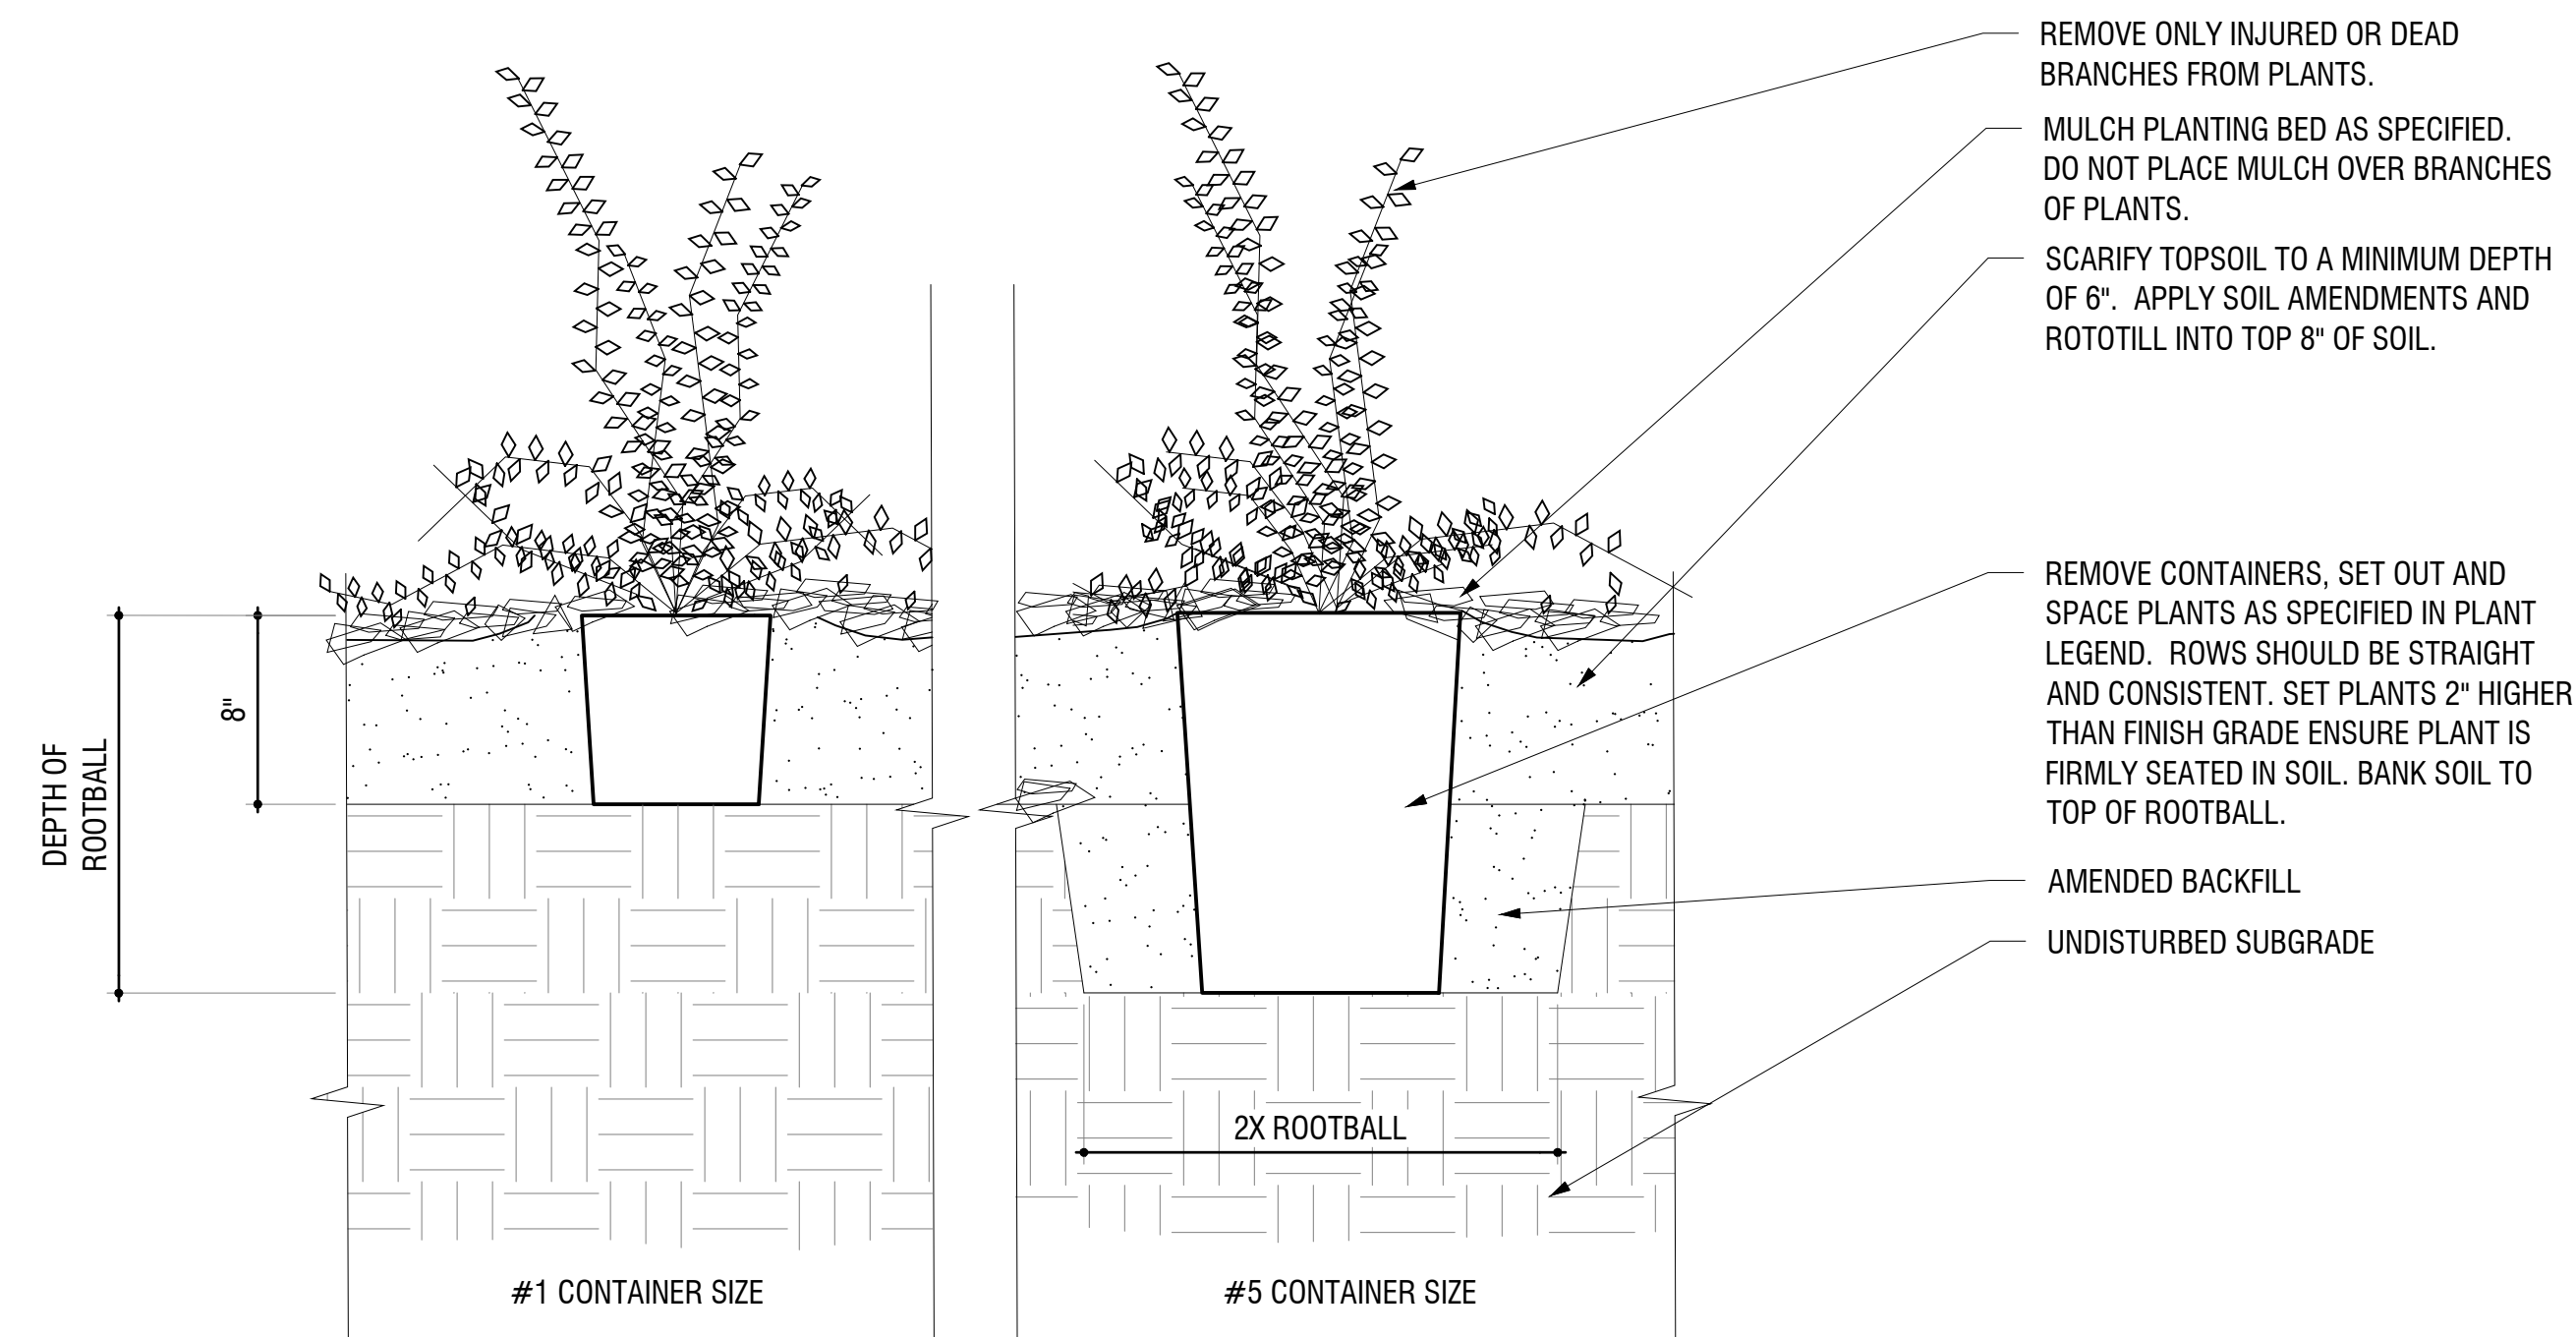 REMOVE ONLY INJURED OR DEAD
BRANCHES FROM PLANTS.
MULCH PLANTING BED AS SPECIFIED.
DO NOT PLACE MULCH OVER BRANCHES
OF PLANTS.
SCARIFY TOPSOIL TO A MINIMUM DEPTH
OF 6". APPLY SOIL AMENDMENTS AND
ROTOTILL INTO TOP 8" OF SOIL.
REMOVE CONTAINERS, SET OUT AND
SPACE PLANTS AS SPECIFIED IN PLANT
LEGEND. ROWS SHOULD BE STRAIGHT
AND CONSISTENT. SET PLANTS 2" HIGHER
THAN FINISH GRADE ENSURE PLANT IS
FIRMLY SEATED IN SOIL. BANK SOIL TO
TOP OF ROOTBALL.
AMENDED BACKFILL
UNDISTURBED SUBGRADE
DEPTH OF
ROOTBALL
8"
2X ROOTBALL
#1 CONTAINER SIZE
#5 CONTAINER SIZE